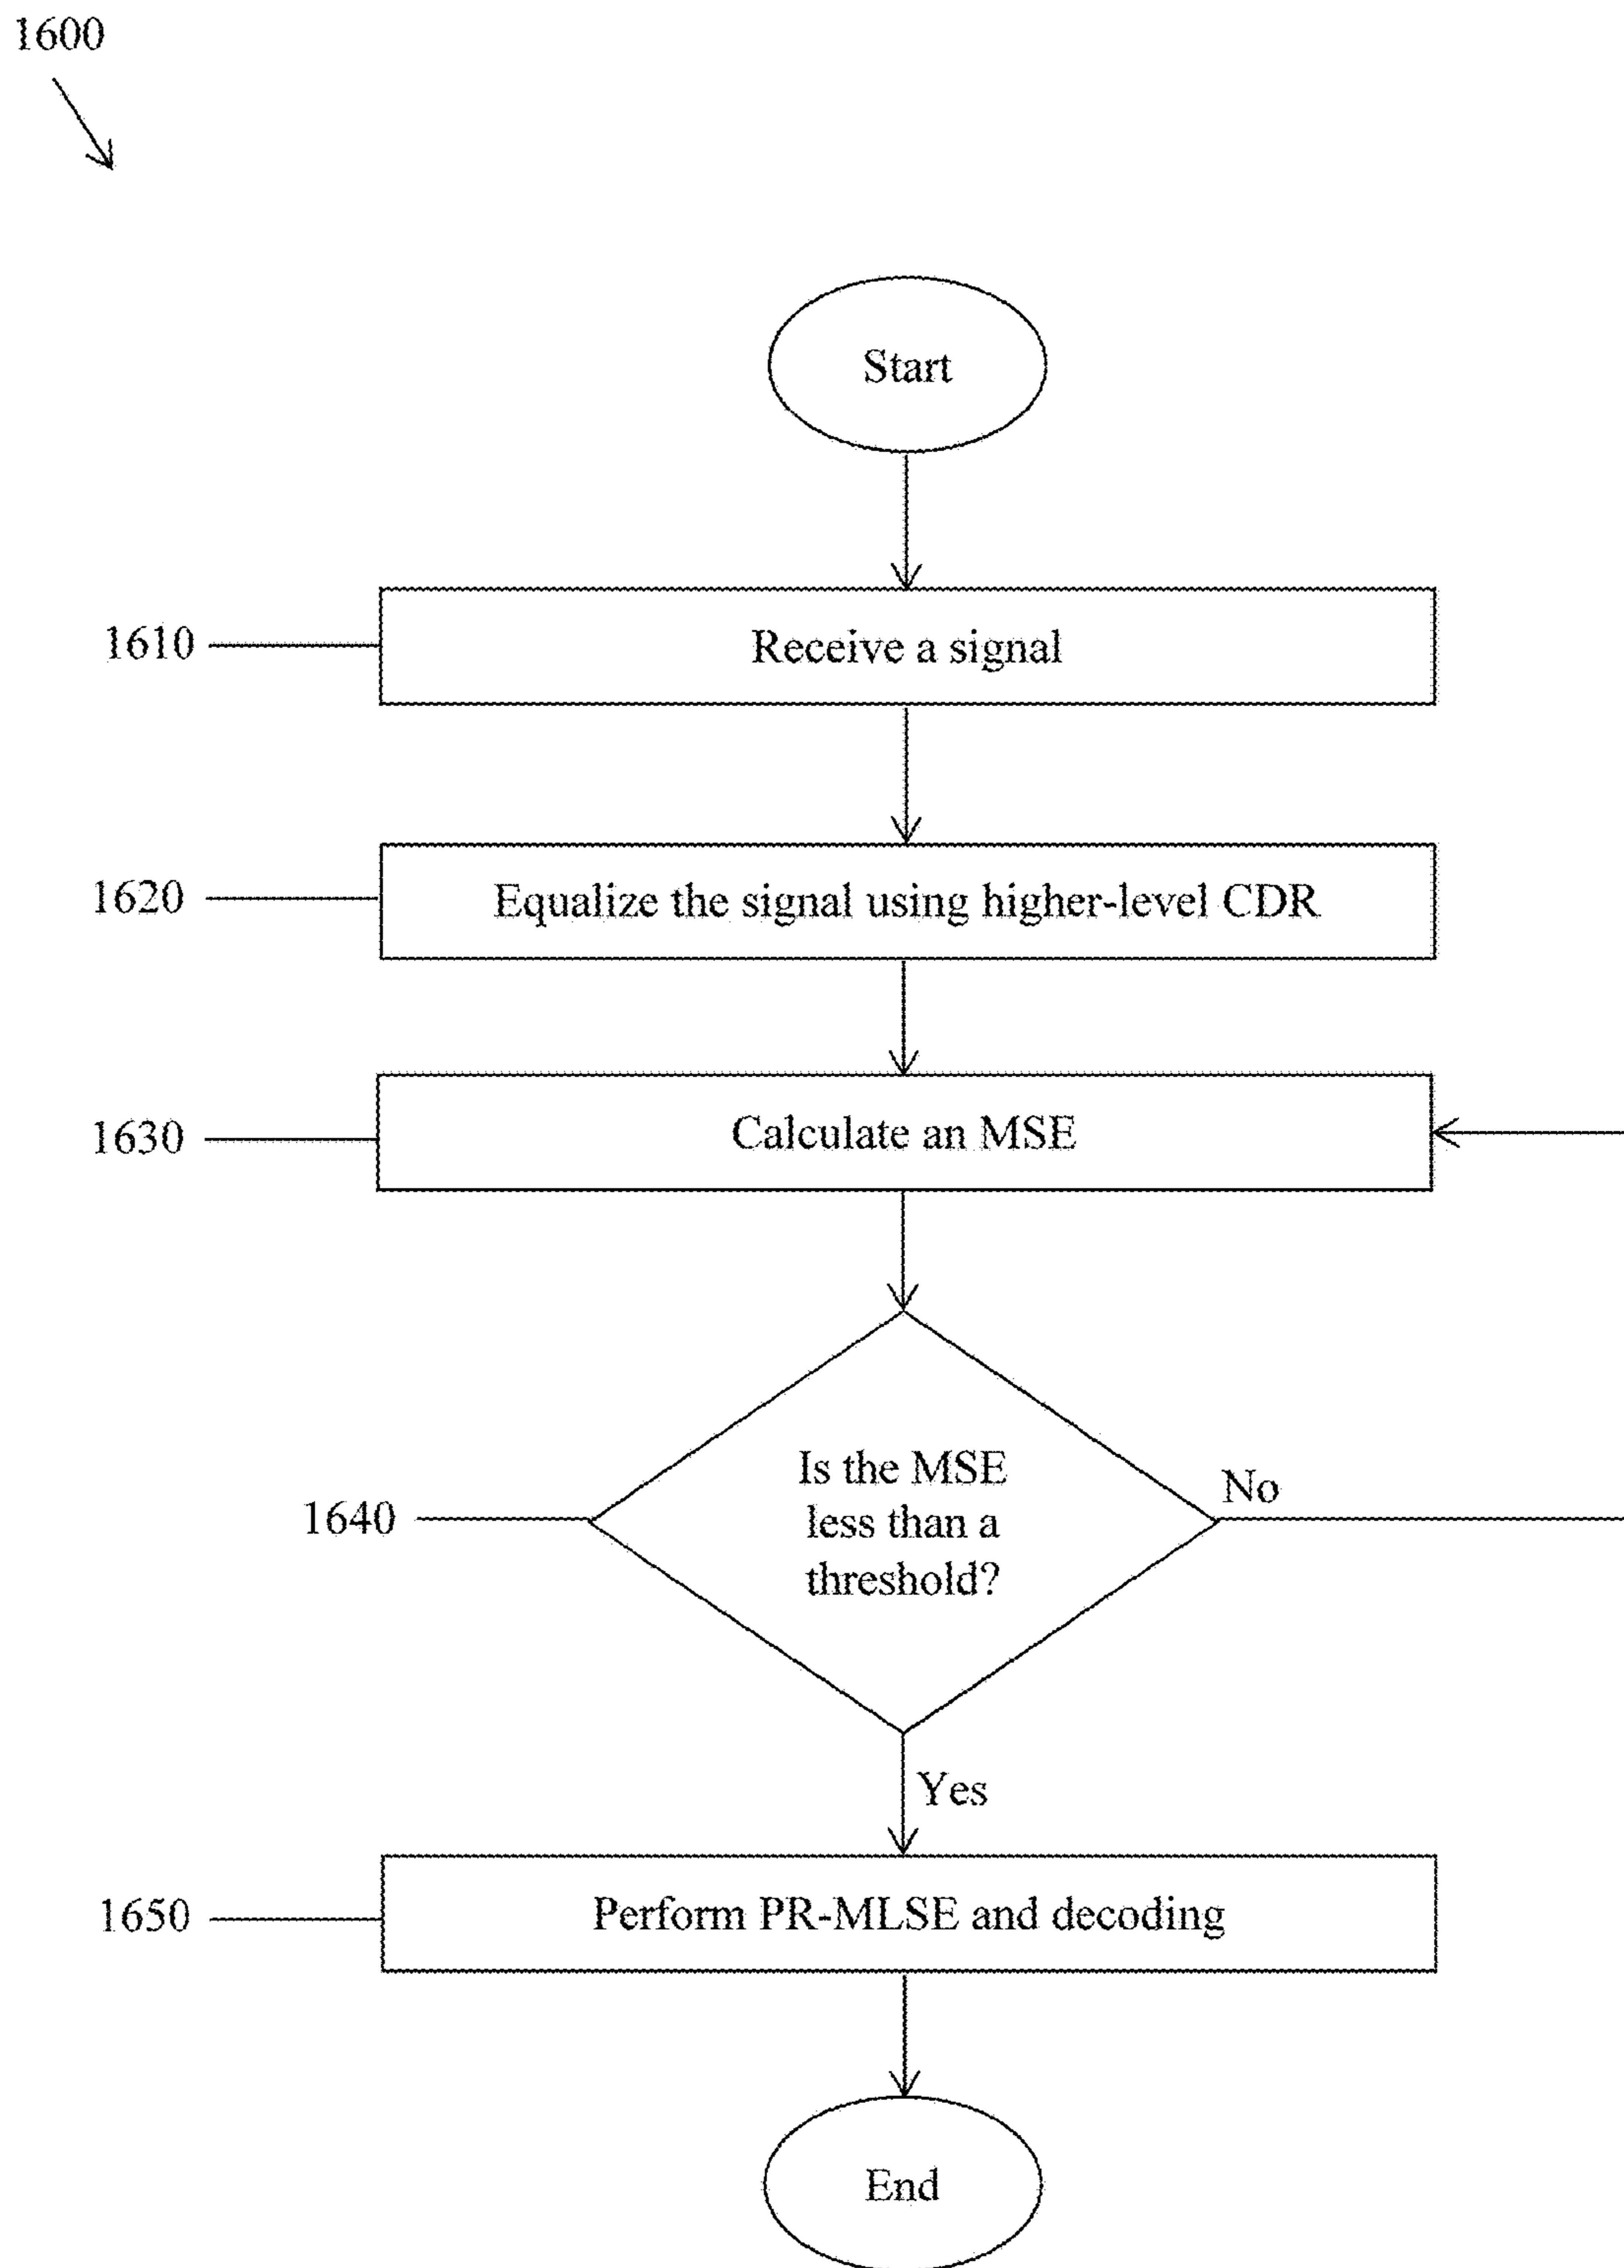 1600
Start
1610
Receive a signal
1620
Equalize the signal using higher-level CDR
1630
Calculate an MSE
1640
Is the MSE
less than a
threshold?
No
Yes
1650
Perform PR-MLSE and decoding
End